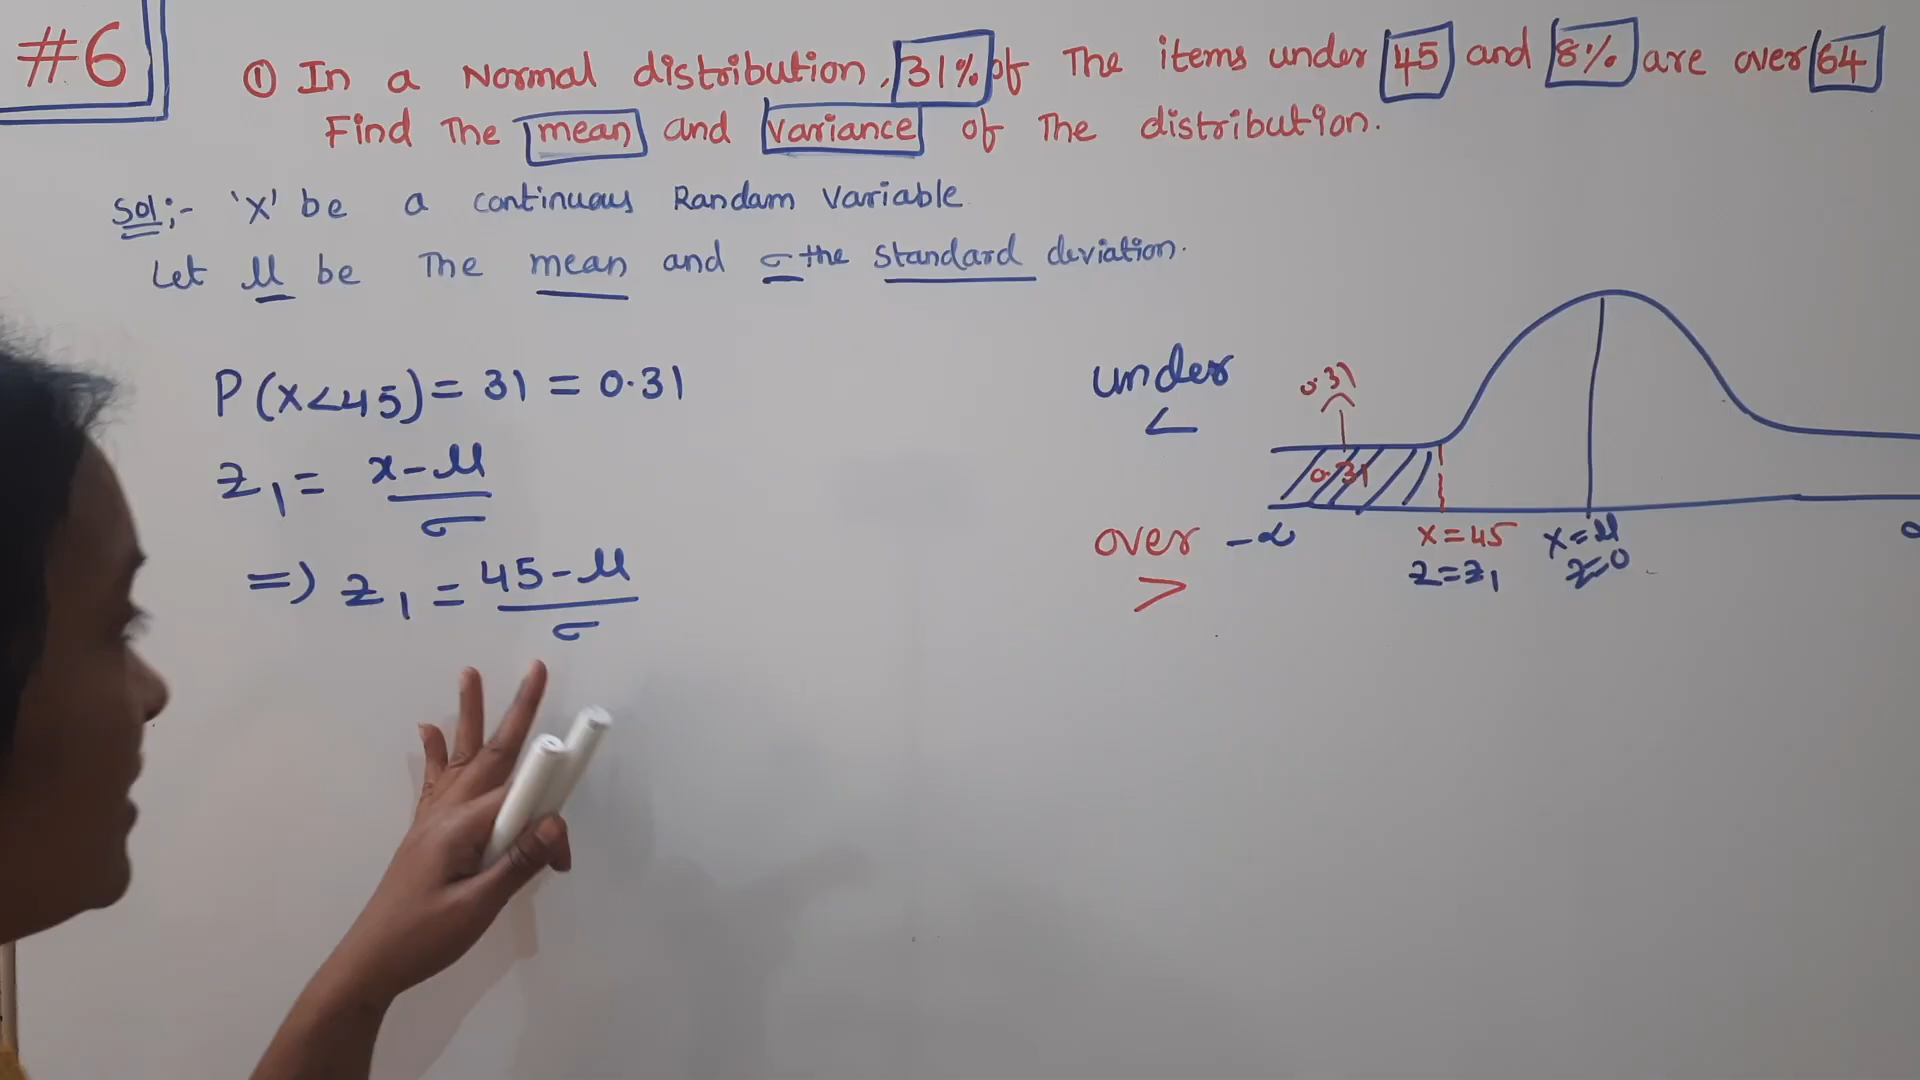 #6
① In a Normal distribution, 31% of The items under 45 and 8% are over 64
Find The mean and variance of The distribution.
Sol:- 'X' be a continuous Random Variable
Let μ be The mean and σ the standard deviation.
P(x<45) = 31 = 0.31
z₁ = x-μ / σ
=> z₁ = 45-μ / σ
under
<
over
>
0.31
0.31
-∝
x=45
z=z₁
x=μ
z=0